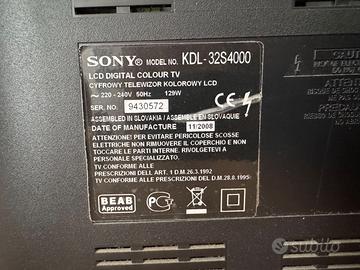 SONY MODEL NO. KDL-32S4000
LCD DIGITAL COLOUR TV
CYFROWY TELEWIZOR KOLOROWY LCD
~ 220 - 240V 50Hz 129W
SER. NO. 9430572
CE
ASSEMBLED IN SLOVAKIA / ASSEMBLE EN SLOVAQUIE
DATE OF MANUFACTURE 11/2008
ATTENZIONE! PER EVITARE PERICOLOSE SCOSSE
ELETTRICHE NON RIMUOVERE IL COPERCHIO E NON
OSTRUIRE LE FERITOIE. RIVOLGETEVI A
PERSONALE SPECIALIZZATO.
TV CONFORME ALLE
PRESCRIZIONI DELL ART. 1 D.M.26.3.1992
TV CONFORME ALLE PRESCRIZIONI DEL D.M.28.8.1995
BEAB
Approved
subito